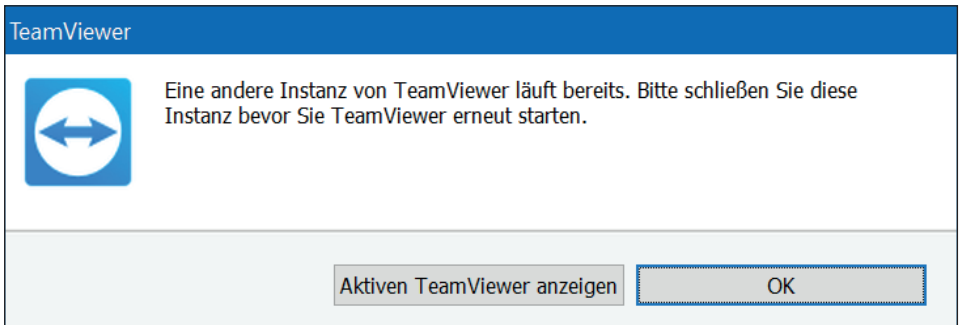 TeamViewer
Eine andere Instanz von TeamViewer läuft bereits. Bitte schließen Sie diese
Instanz bevor Sie TeamViewer erneut starten.
Aktiven TeamViewer anzeigen
OK